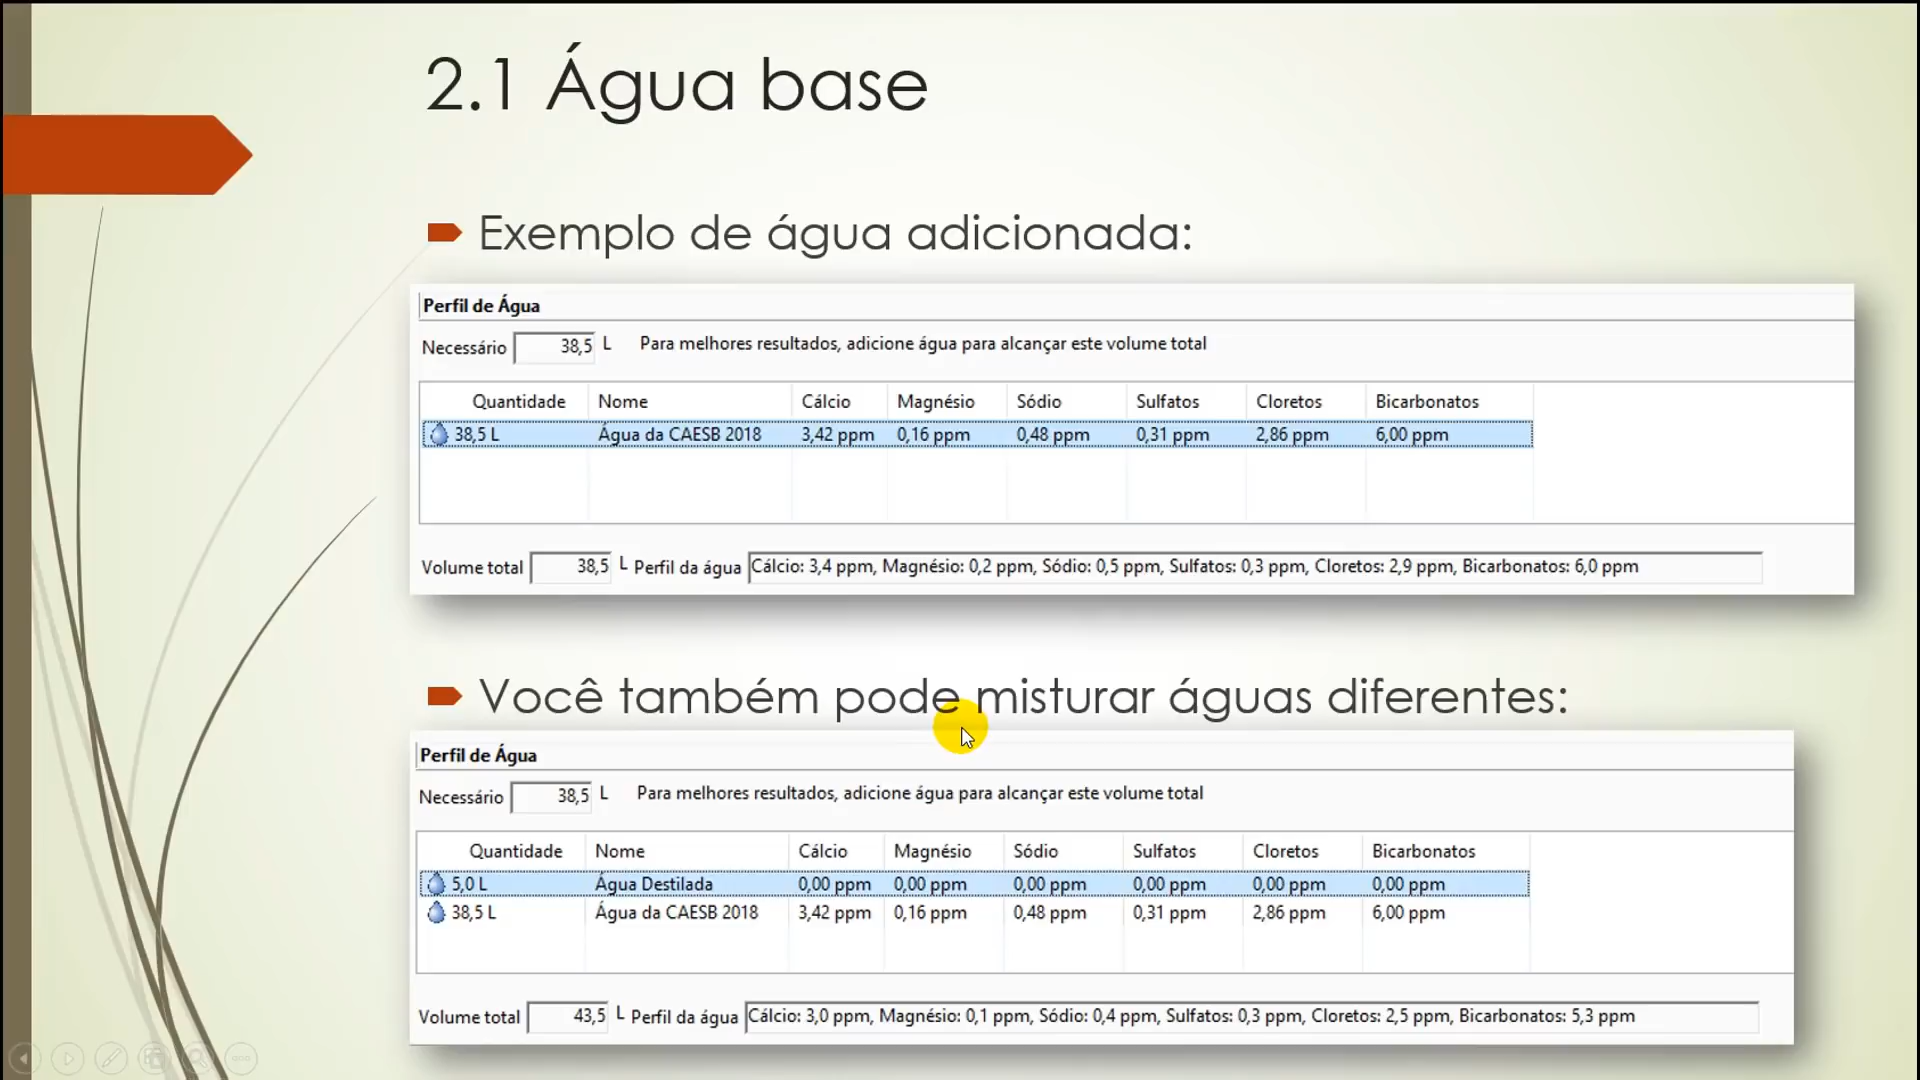 2.1 Água base
Exemplo de água adicionada:
Perfil de Água
Necessário 38,5 L Para melhores resultados, adicione água para alcançar este volume total
Quantidade Nome Cálcio Magnésio Sódio Sulfatos Cloretos Bicarbonatos
38,5 L Água da CAESB 2018 3,42 ppm 0,16 ppm 0,48 ppm 0,31 ppm 2,86 ppm 6,00 ppm
Volume total 38,5 L Perfil da água Cálcio: 3,4 ppm, Magnésio: 0,2 ppm, Sódio: 0,5 ppm, Sulfatos: 0,3 ppm, Cloretos: 2,9 ppm, Bicarbonatos: 6,0 ppm
Você também pode misturar águas diferentes:
Perfil de Água
Necessário 38,5 L Para melhores resultados, adicione água para alcançar este volume total
Quantidade Nome Cálcio Magnésio Sódio Sulfatos Cloretos Bicarbonatos
5,0 L Água Destilada 0,00 ppm 0,00 ppm 0,00 ppm 0,00 ppm 0,00 ppm 0,00 ppm
38,5 L Água da CAESB 2018 3,42 ppm 0,16 ppm 0,48 ppm 0,31 ppm 2,86 ppm 6,00 ppm
Volume total 43,5 L Perfil da água Cálcio: 3,0 ppm, Magnésio: 0,1 ppm, Sódio: 0,4 ppm, Sulfatos: 0,3 ppm, Cloretos: 2,5 ppm, Bicarbonatos: 5,3 ppm